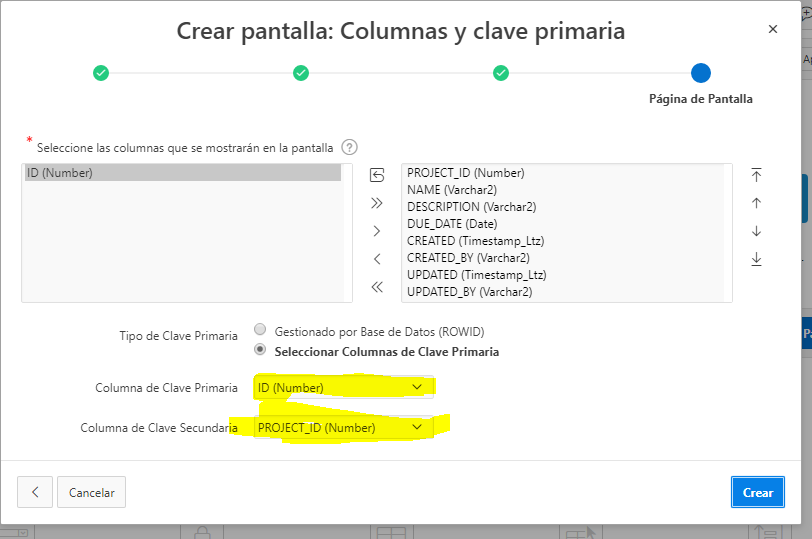 Crear pantalla: Columnas y clave primaria
Página de Pantalla
* Seleccione las columnas que se mostrarán en la pantalla ?
ID (Number)
PROJECT_ID (Number)
NAME (Varchar2)
DESCRIPTION (Varchar2)
DUE_DATE (Date)
CREATED (Timestamp_Ltz)
CREATED_BY (Varchar2)
UPDATED (Timestamp_Ltz)
UPDATED_BY (Varchar2)
Tipo de Clave Primaria
Gestionado por Base de Datos (ROWID)
Seleccionar Columnas de Clave Primaria
Columna de Clave Primaria
ID (Number)
Columna de Clave Secundaria
PROJECT_ID (Number)
Cancelar
Crear